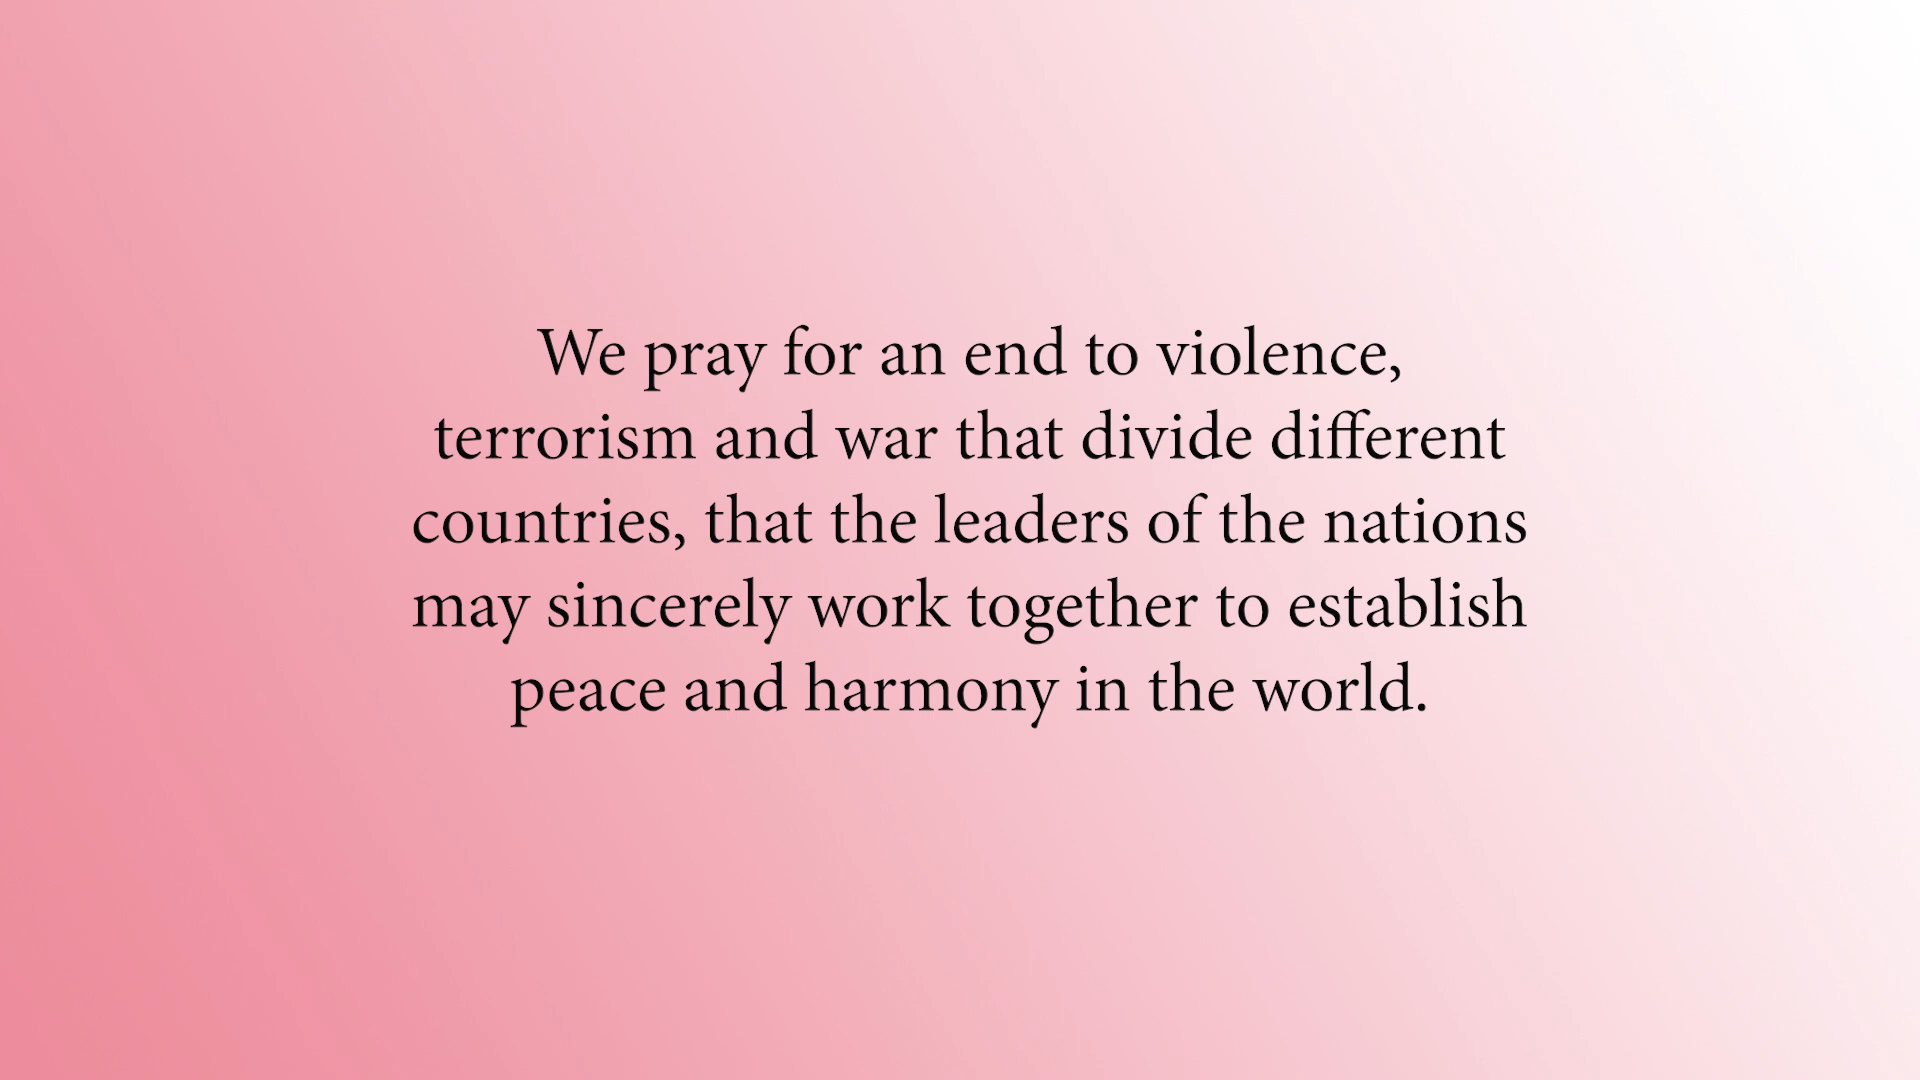 We pray for an end to violence,
terrorism and war that divide different
countries, that the leaders of the nations
may sincerely work together to establish
peace and harmony in the world.